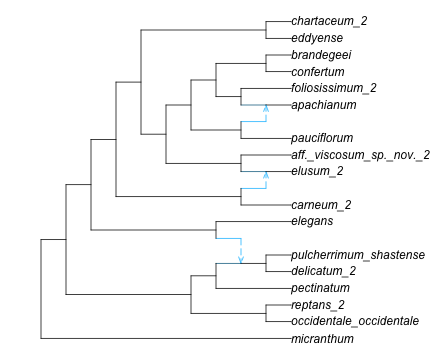 chartaceum_2
eddyense
brandegeei
confertum
foliosissimum_2
apachianum
pauciflorum
aff._viscosum_sp._nov._2
elusum_2
carneum_2
elegans
pulcherrimum_shastense
delicatum_2
pectinatum
reptans_2
occidentale_occidentale
micranthum